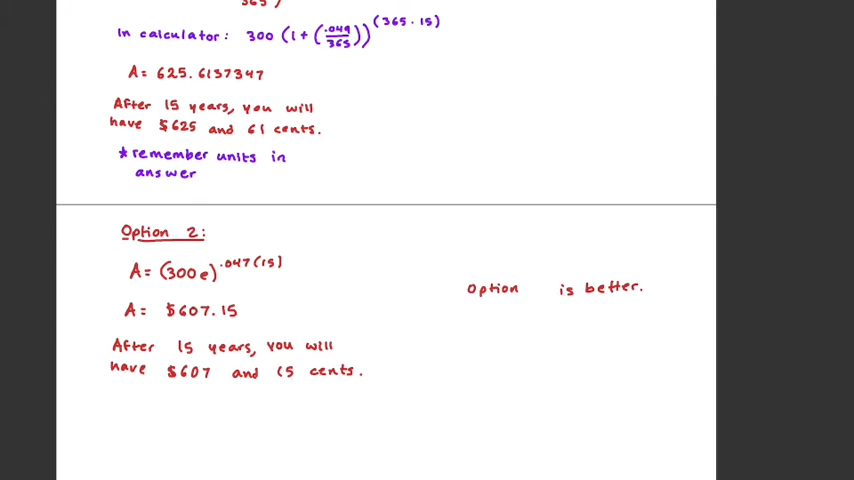 365
In calculator: 300 (1 + (.049/365))^(365 · 15)
A = 625.6137347
After 15 years, you will
have $625 and 61 cents.
*remember units in
answer
Option 2:
A = (300e)^.047(15)
A = $607.15
After 15 years, you will
have $607 and 15 cents.
Option is better.